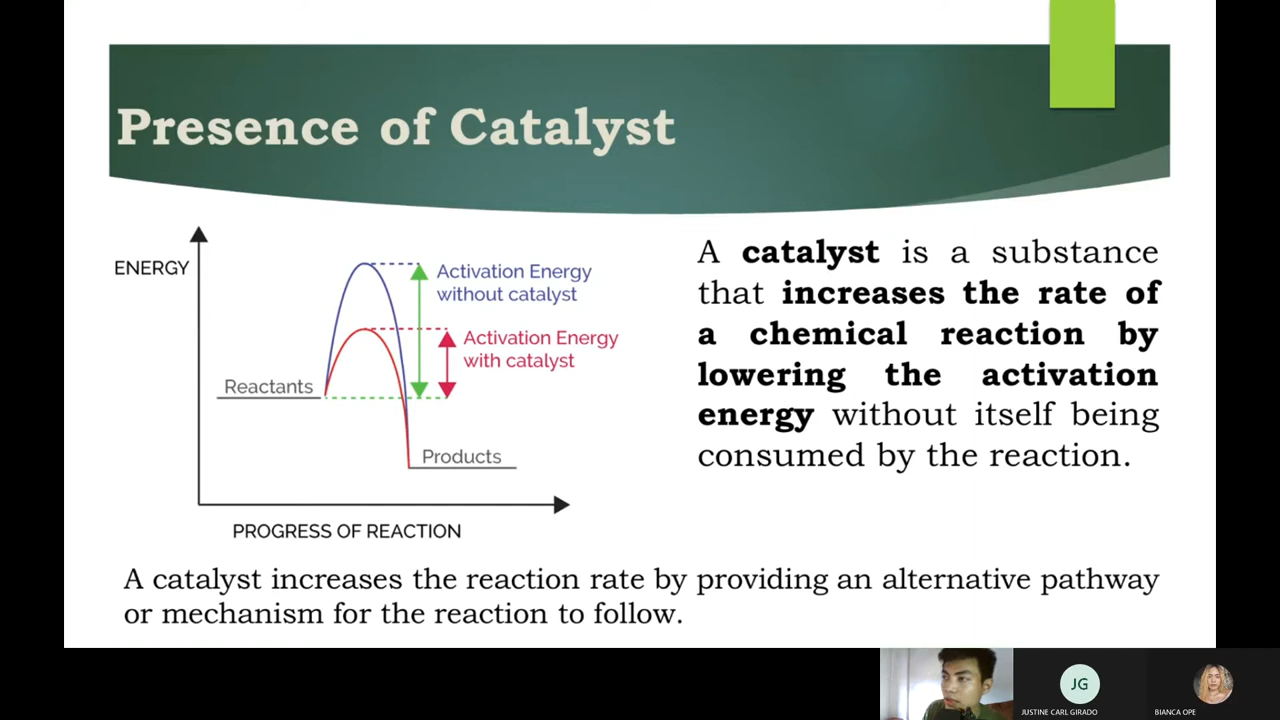 Presence of Catalyst
ENERGY
Activation Energy
without catalyst
Activation Energy
with catalyst
Reactants
Products
PROGRESS OF REACTION
A catalyst is a substance
that increases the rate of
a chemical reaction by
lowering the activation
energy without itself being
consumed by the reaction.
A catalyst increases the reaction rate by providing an alternative pathway
or mechanism for the reaction to follow.
JG
JUSTINE CARL GIRADO
BIANCA OPE